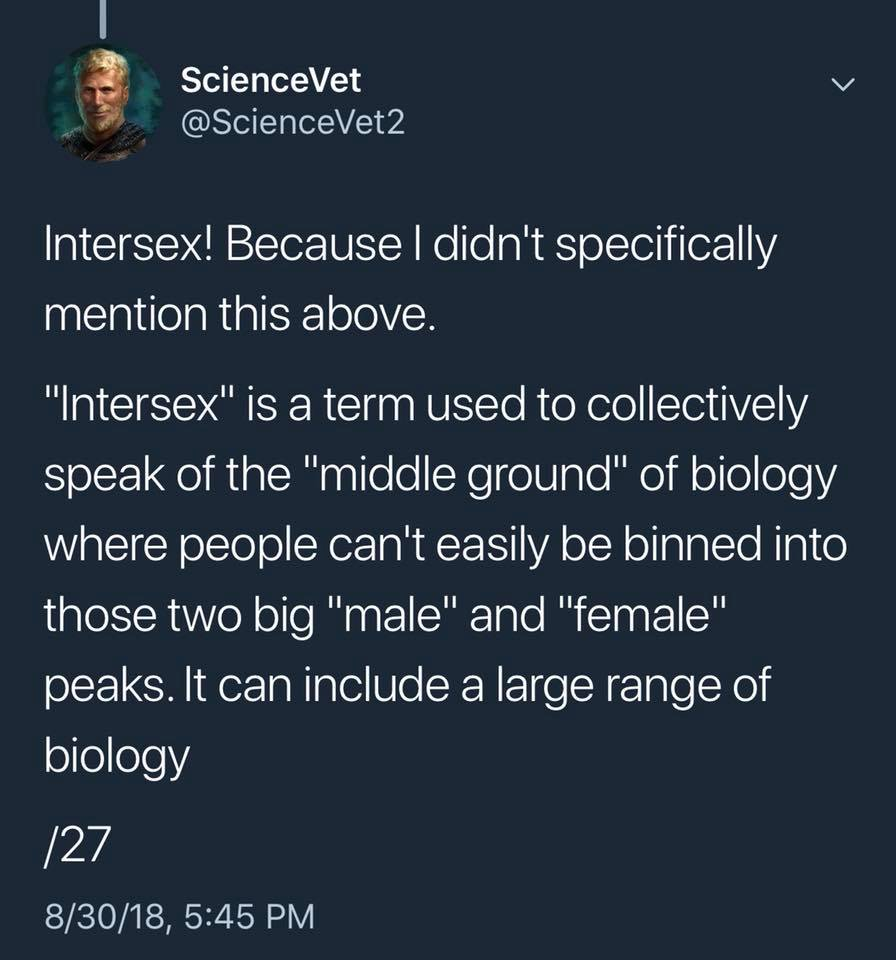 ScienceVet
@ScienceVet2
Intersex! Because I didn't specifically
mention this above.
"Intersex" is a term used to collectively
speak of the "middle ground" of biology
where people can't easily be binned into
those two big "male" and "female"
peaks. It can include a large range of
biology
/27
8/30/18, 5:45 PM